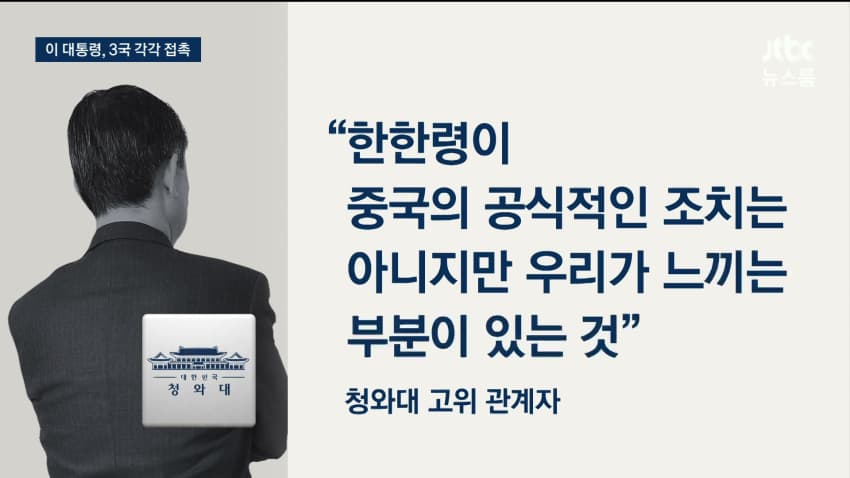 이 대통령, 3국 각각 접촉
jtbc
뉴스룸
“한한령이
중국의 공식적인 조치는
아니지만 우리가 느끼는
부분이 있는 것”
청와대 고위 관계자
대한민국
청와대